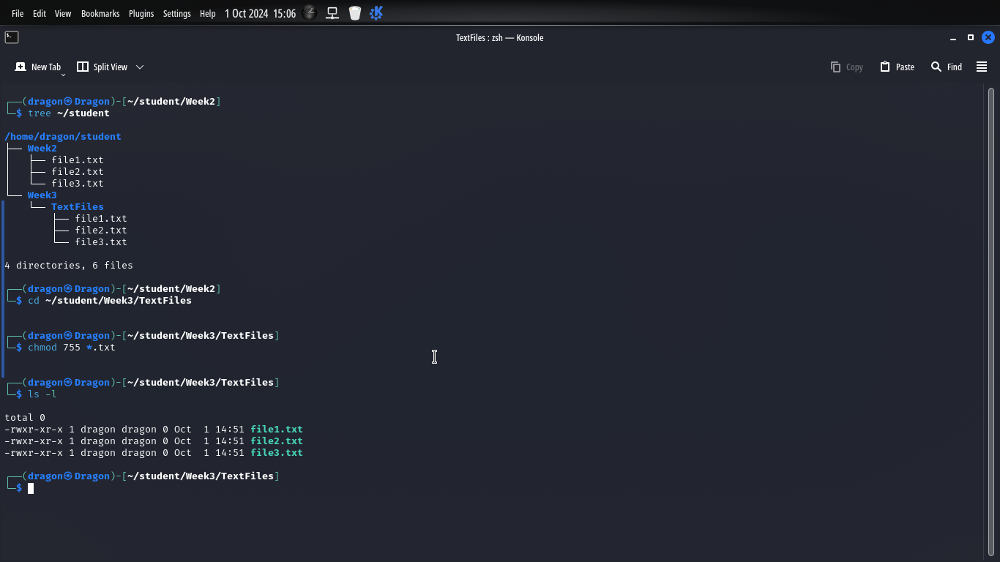 File Edit View Bookmarks Plugins Settings Help 1 Oct 2024 15:06
TextFiles : zsh — Konsole
New Tab Split View Copy Paste Find
┌──(dragon㉿Dragon)-[~/student/Week2]
└─$ tree ~/student
/home/dragon/student
├── Week2
│   ├── file1.txt
│   ├── file2.txt
│   └── file3.txt
└── Week3
    └── TextFiles
        ├── file1.txt
        ├── file2.txt
        └── file3.txt
4 directories, 6 files
┌──(dragon㉿Dragon)-[~/student/Week2]
└─$ cd ~/student/Week3/TextFiles
┌──(dragon㉿Dragon)-[~/student/Week3/TextFiles]
└─$ chmod 755 *.txt
┌──(dragon㉿Dragon)-[~/student/Week3/TextFiles]
└─$ ls -l
total 0
-rwxr-xr-x 1 dragon dragon 0 Oct  1 14:51 file1.txt
-rwxr-xr-x 1 dragon dragon 0 Oct  1 14:51 file2.txt
-rwxr-xr-x 1 dragon dragon 0 Oct  1 14:51 file3.txt
┌──(dragon㉿Dragon)-[~/student/Week3/TextFiles]
└─$